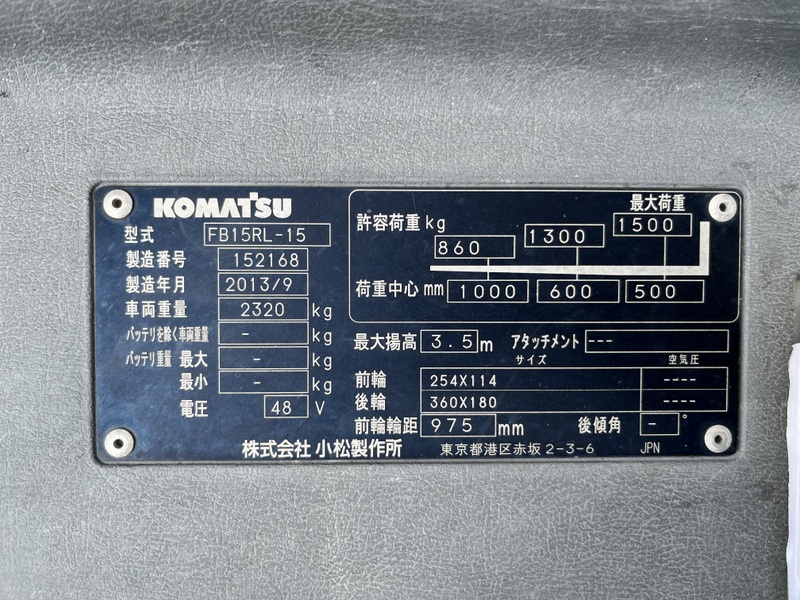 KOMATSU
型式 FB15RL-15
製造番号 152168
製造年月 2013/9
車両重量 2320 kg
バッテリを除く車両重量 - kg
バッテリ重量 最大 - kg
最小 - kg
電圧 48 V
最大荷重
許容荷重 kg 860 1300 1500
荷重中心 mm 1000 600 500
最大揚高 3.5 m アタッチメント ---
サイズ 空気圧
前輪 254X114 ----
後輪 360X180 ----
前輪輪距 975 mm 後傾角 - °
株式会社 小松製作所 東京都港区赤坂 2-3-6 JPN